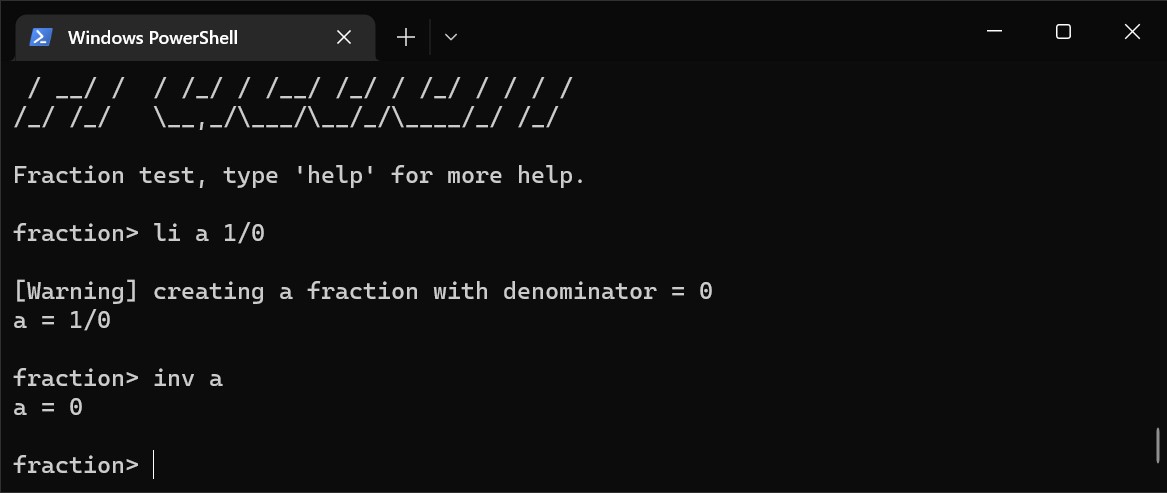 Windows PowerShell
 / __/ /  / /_/ / /__/ /_/ / /_/ / / / /
/_/ /_/   \__,_/\___/\__/_/\____/_/ /_/
Fraction test, type 'help' for more help.
fraction> li a 1/0
[Warning] creating a fraction with denominator = 0
a = 1/0
fraction> inv a
a = 0
fraction>